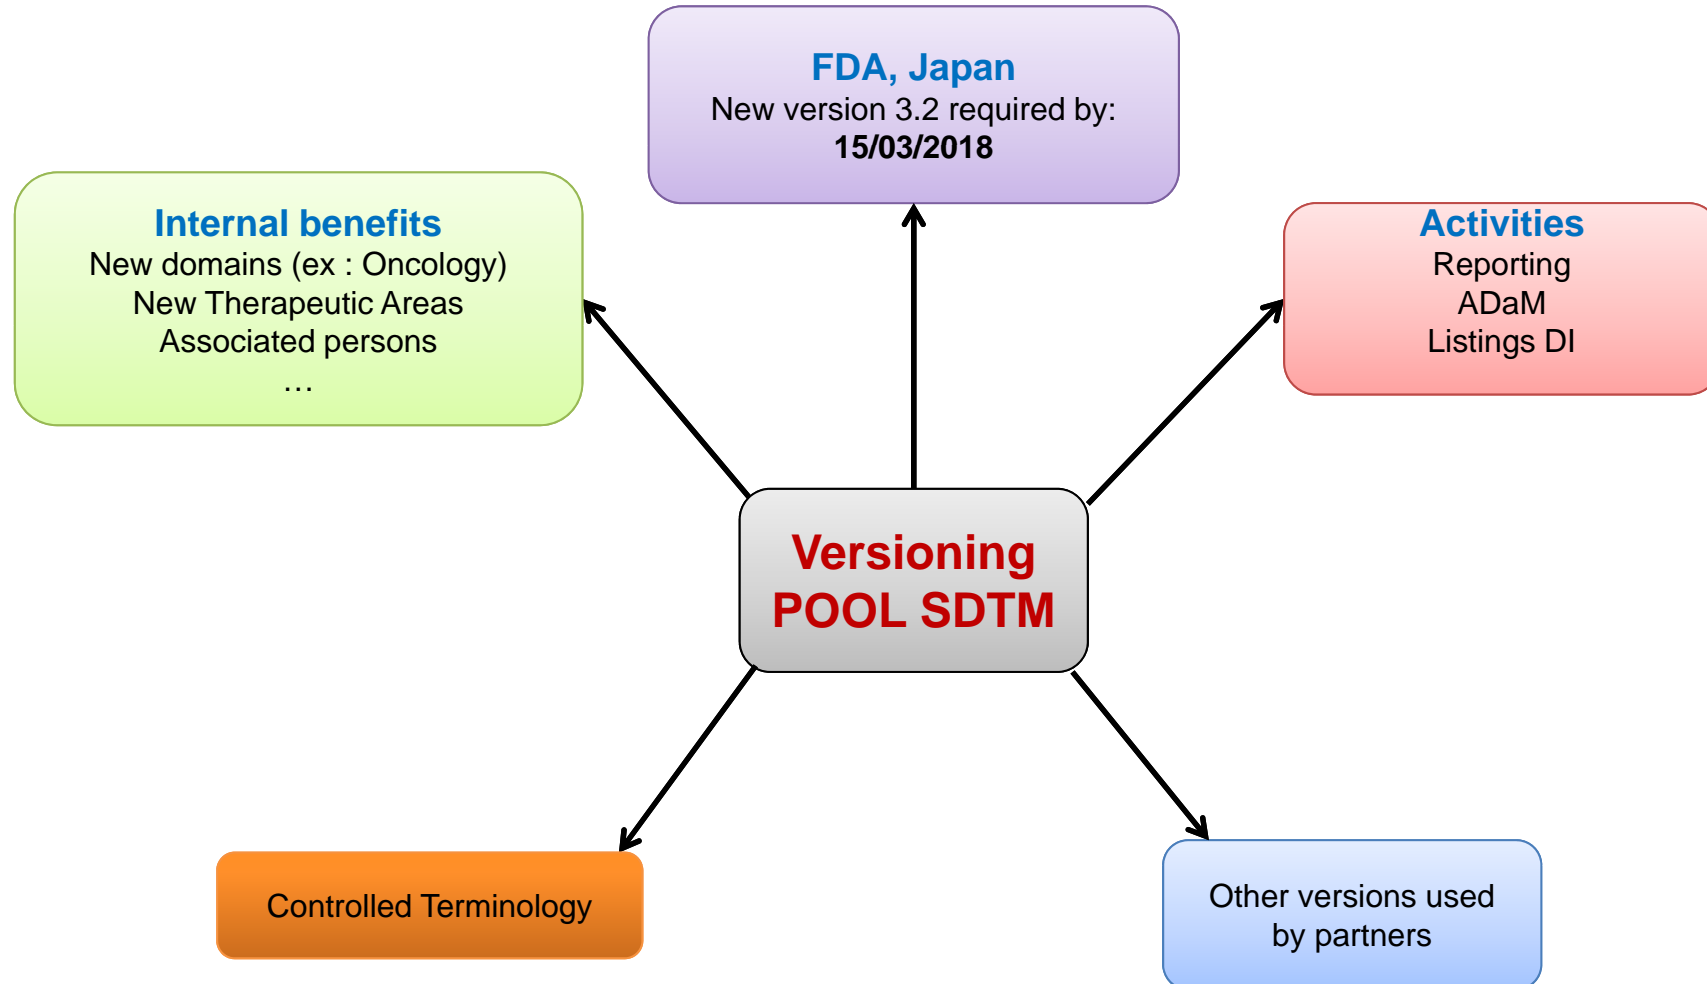 FDA, Japan
New version 3.2 required by:
15/03/2018
Internal benefits
New domains (ex : Oncology)
New Therapeutic Areas
Associated persons
…
Activities
Reporting
ADaM
Listings DI
Versioning
POOL SDTM
Controlled Terminology
Other versions used
by partners